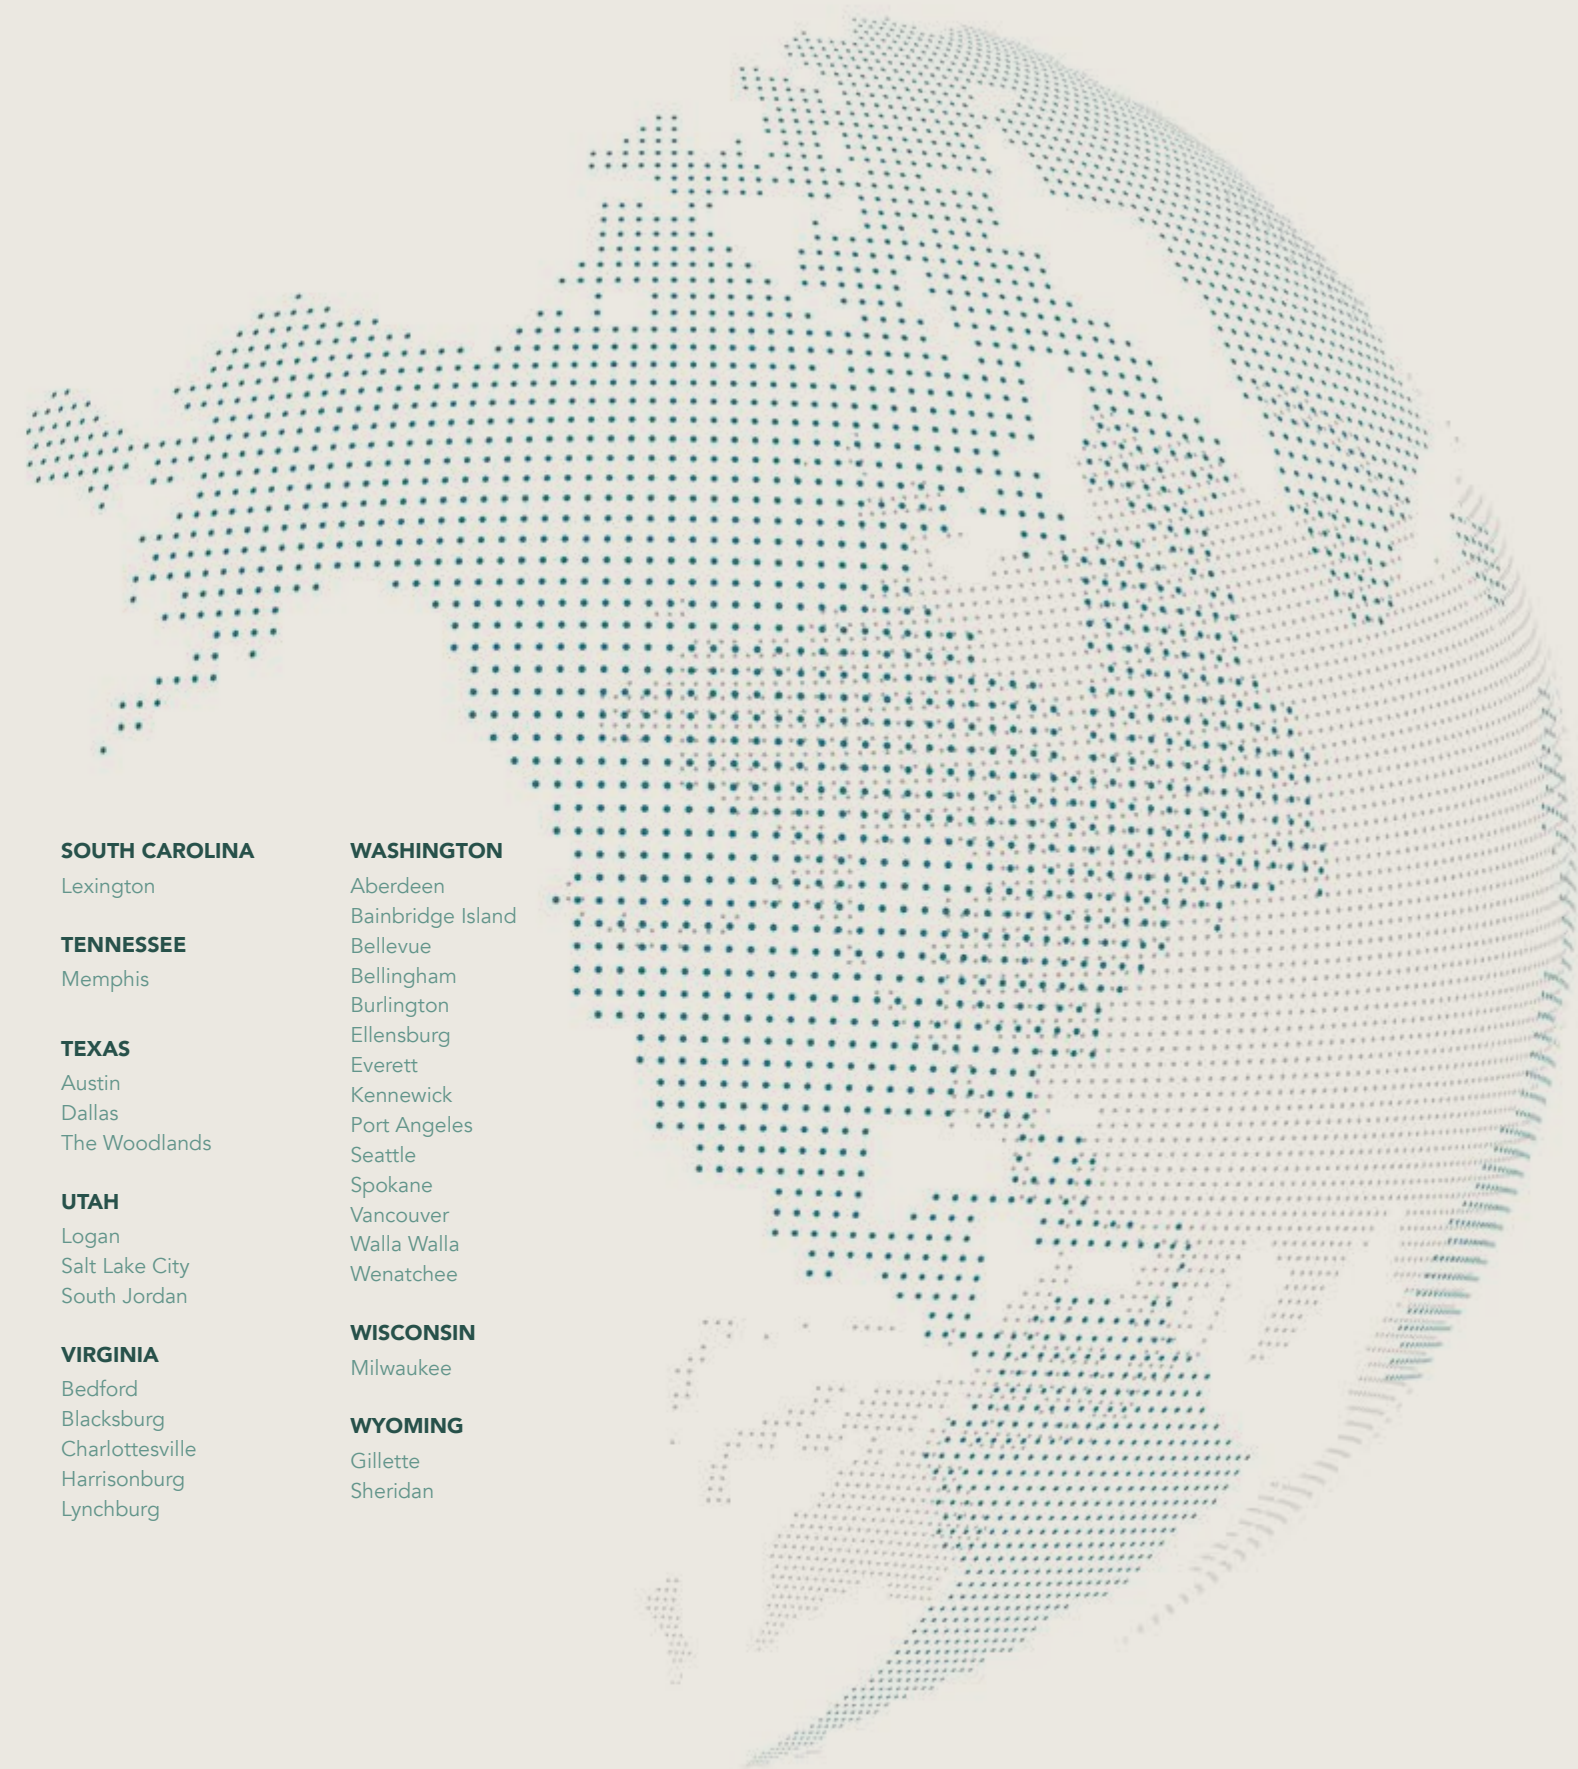 SOUTH CAROLINA
Lexington
TENNESSEE
Memphis
TEXAS
Austin
Dallas
The Woodlands
UTAH
Logan
Salt Lake City
South Jordan
VIRGINIA
Bedford
Blacksburg
Charlottesville
Harrisonburg
Lynchburg
WASHINGTON
Aberdeen
Bainbridge Island
Bellevue
Bellingham
Burlington
Ellensburg
Everett
Kennewick
Port Angeles
Seattle
Spokane
Vancouver
Walla Walla
Wenatchee
WISCONSIN
Milwaukee
WYOMING
Gillette
Sheridan